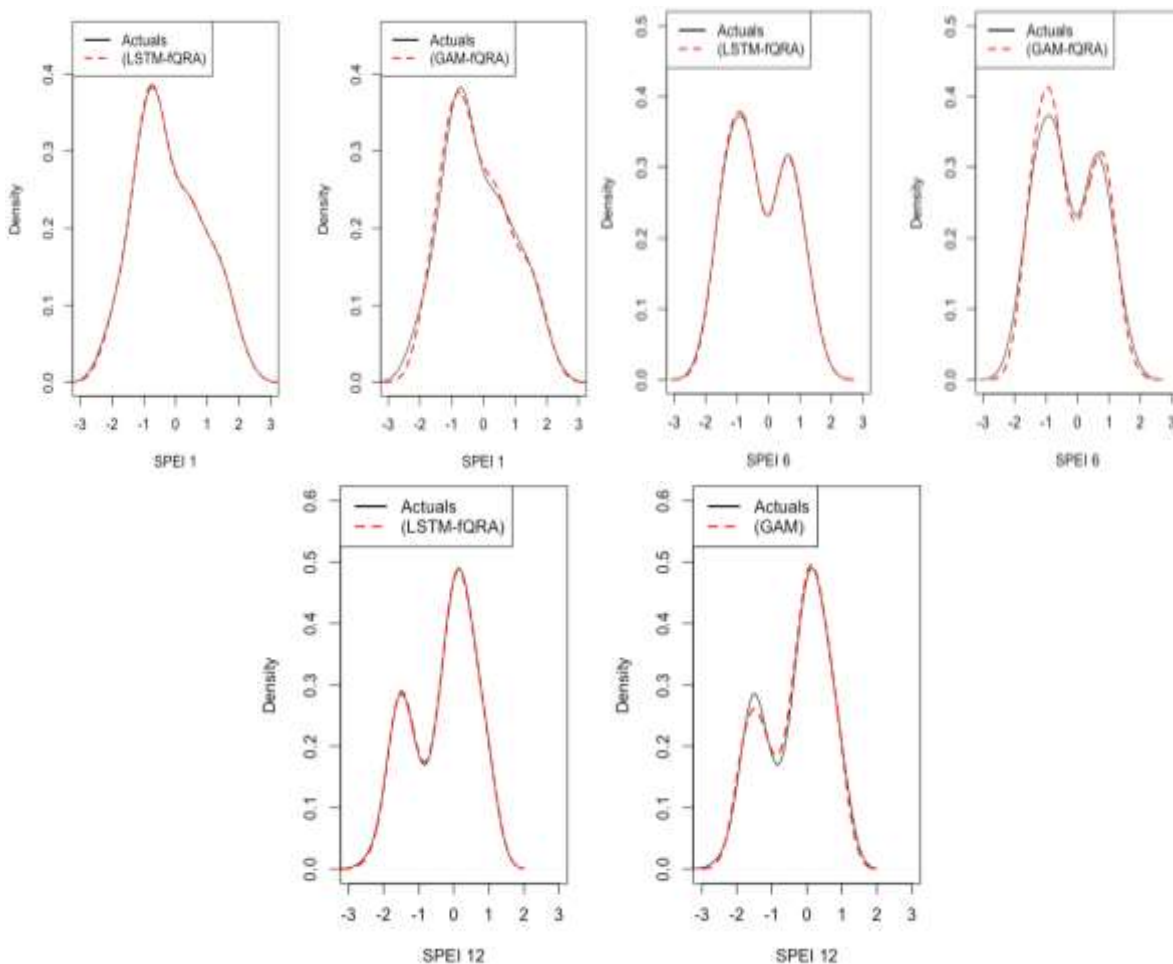 Actuals
(LSTM-fQRA)
Density
0.0 0.1 0.2 0.3 0.4
-3 -2 -1 0 1 2 3
SPEI 1
Actuals
(GAM-fQRA)
Density
0.0 0.1 0.2 0.3 0.4
-3 -2 -1 0 1 2 3
SPEI 1
Actuals
(LSTM-fQRA)
Density
0.0 0.1 0.2 0.3 0.4 0.5
-3 -2 -1 0 1 2 3
SPEI 6
Actuals
(GAM-fQRA)
Density
0.0 0.1 0.2 0.3 0.4 0.5
-3 -2 -1 0 1 2 3
SPEI 6
Actuals
(LSTM-fQRA)
Density
0.0 0.1 0.2 0.3 0.4 0.5 0.6
-3 -2 -1 0 1 2 3
SPEI 12
Actuals
(GAM)
Density
0.0 0.1 0.2 0.3 0.4 0.5 0.6
-3 -2 -1 0 1 2 3
SPEI 12